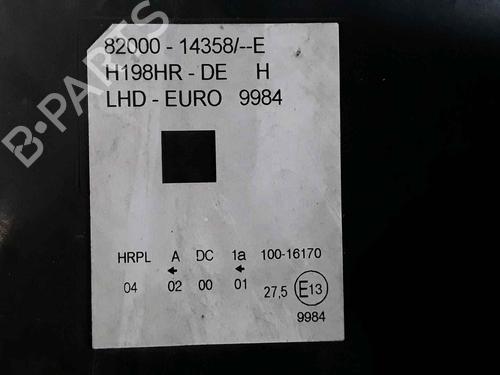 B-PARTS
82000 - 14358/--E
H198HR - DE H
LHD - EURO 9984
HRPL A DC 1a 100-16170
04 02 00 01 27,5 E13
9984